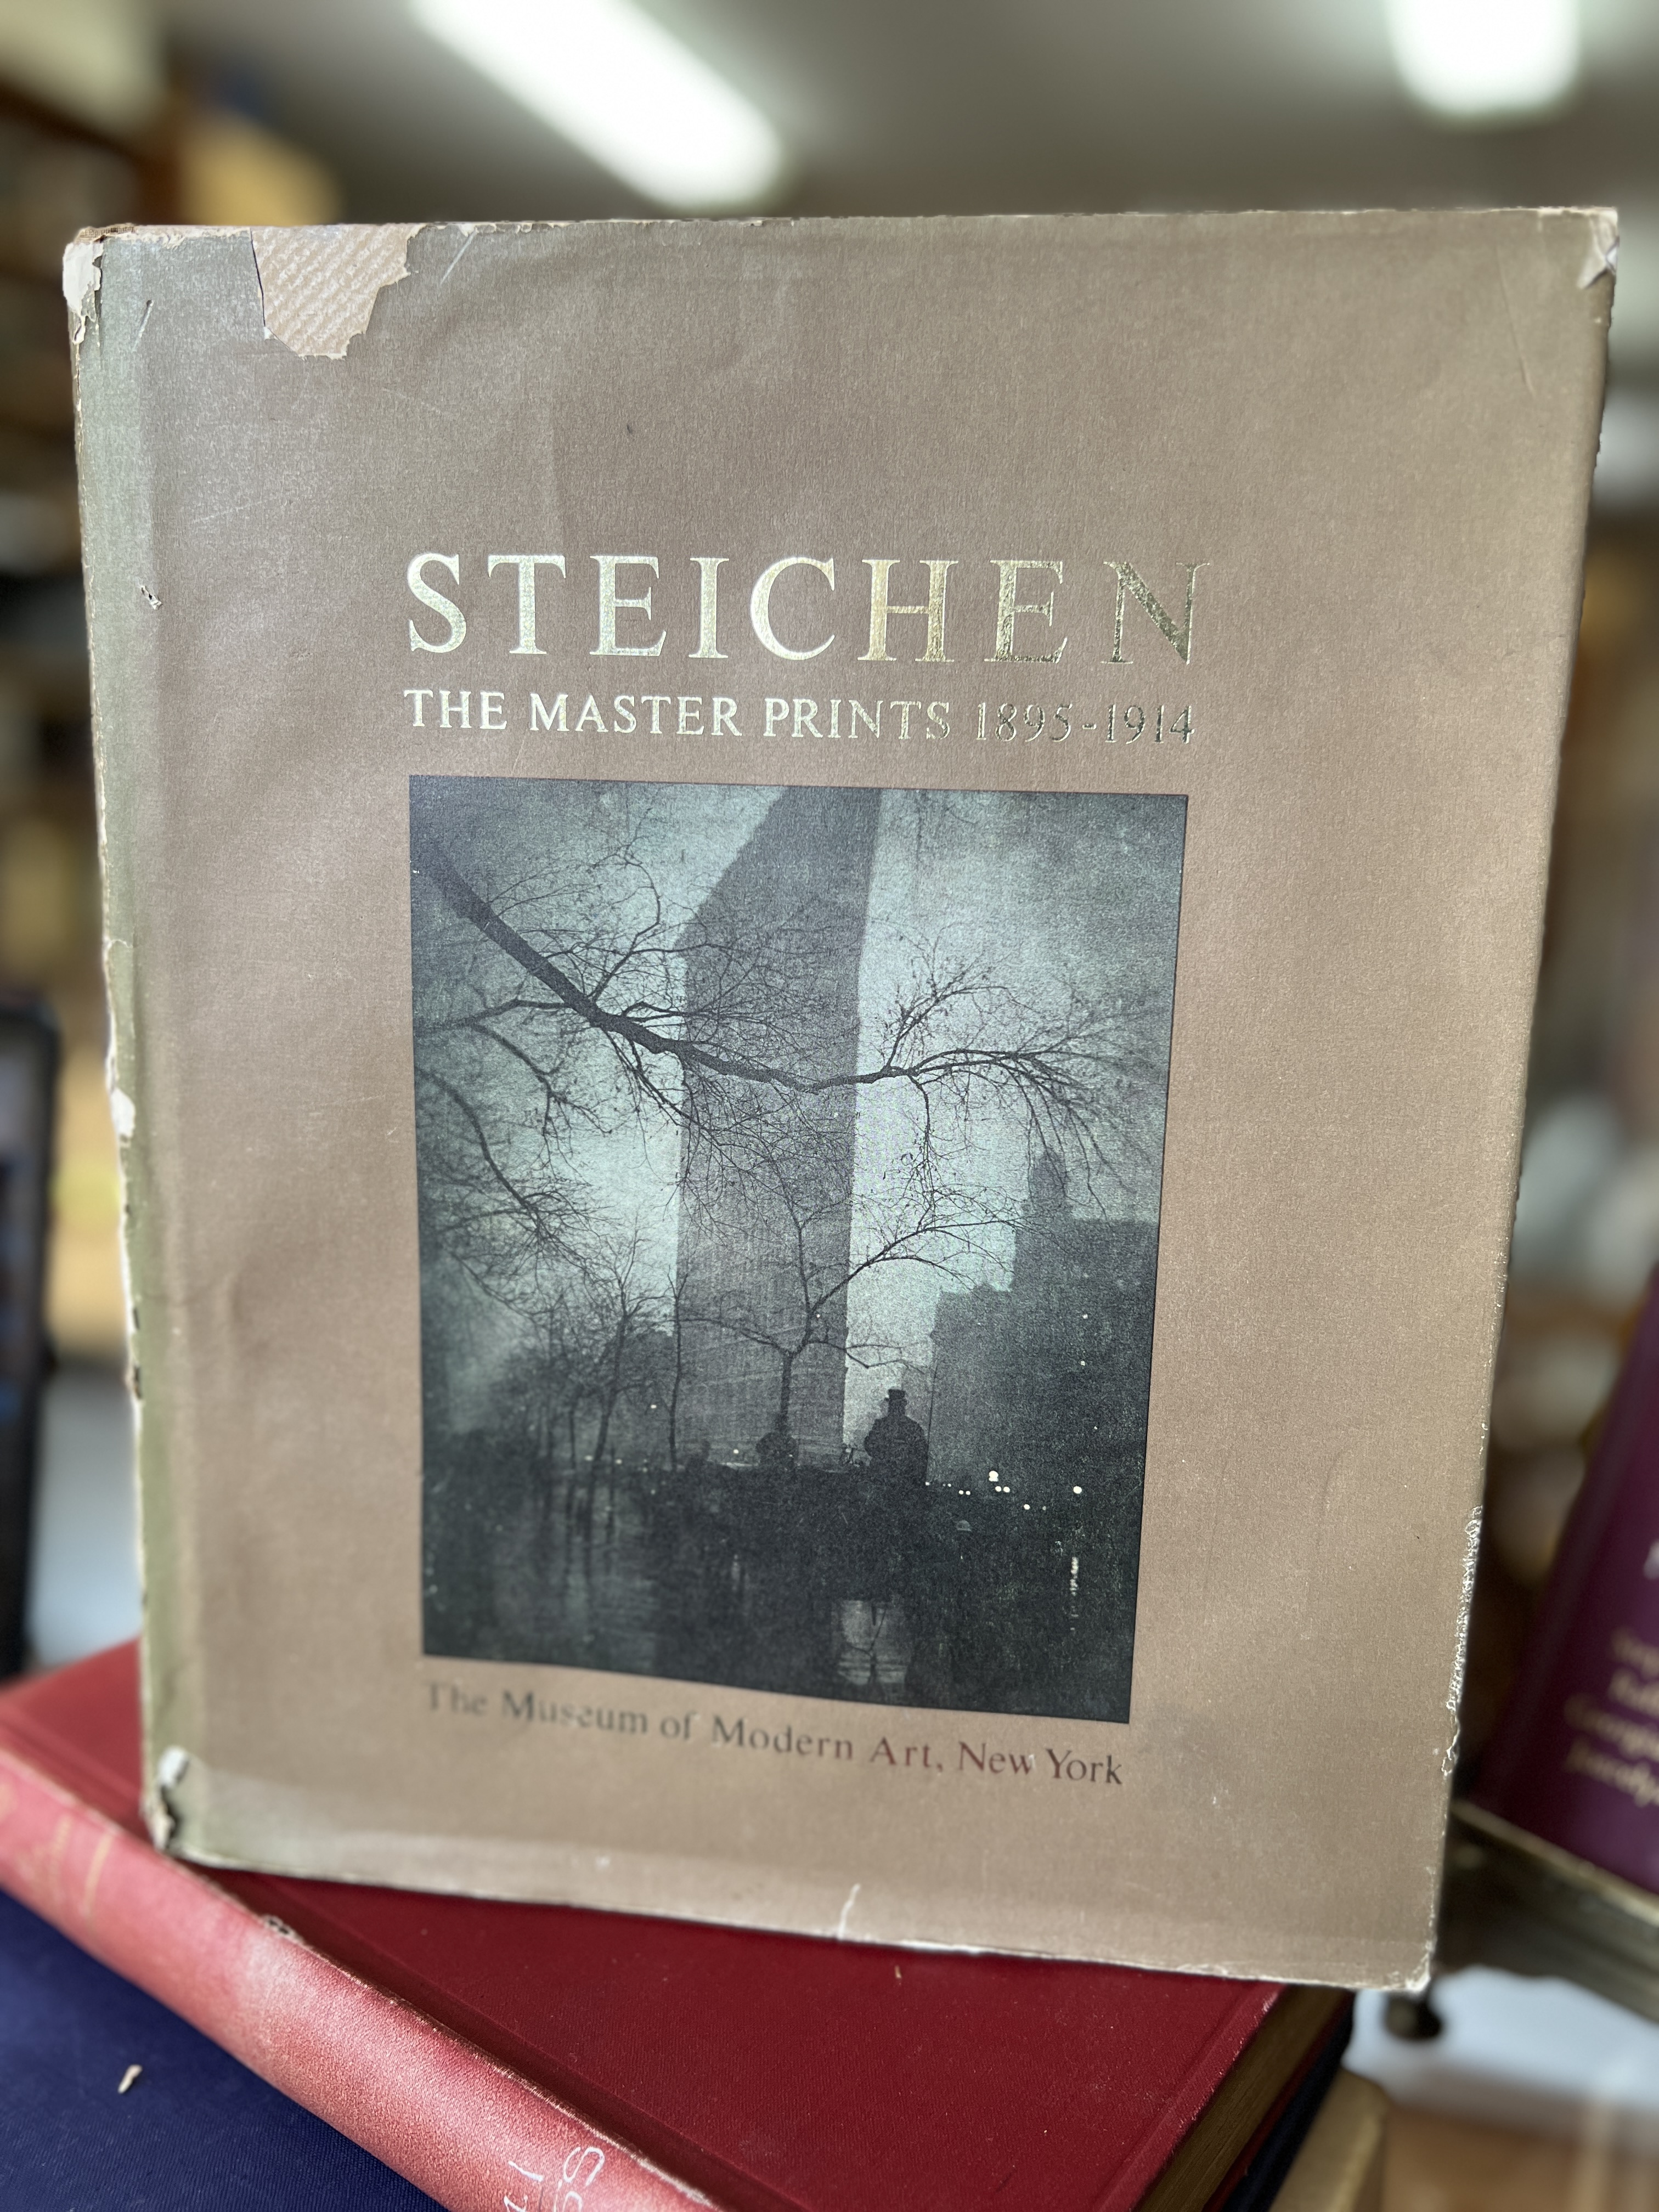 STEICHEN
THE MASTER PRINTS 1895-1914
The Museum of Modern Art, New York